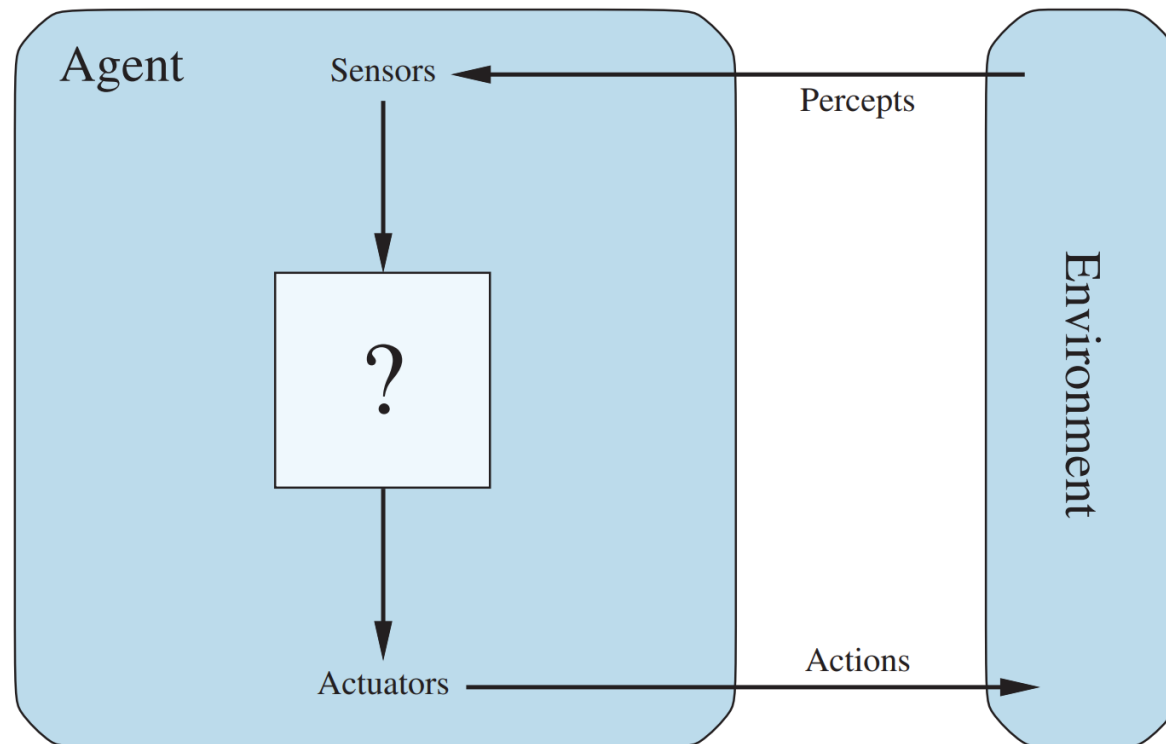 Agent
Sensors
Percepts
?
Environment
Actions
Actuators